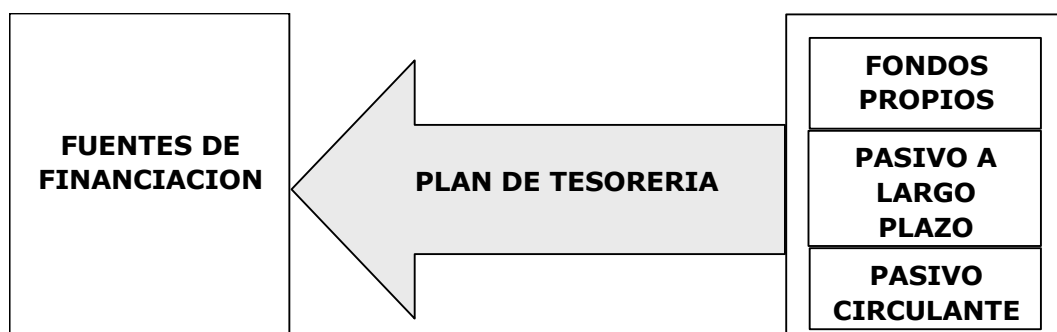 FUENTES DE
FINANCIACION
PLAN DE TESORERIA
FONDOS
PROPIOS
PASIVO A
LARGO
PLAZO
PASIVO
CIRCULANTE